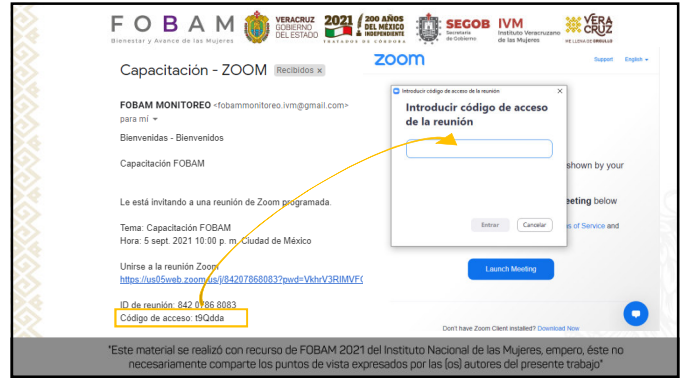 FOBAM
Bienestar y Avance de las Mujeres
VERACRUZ
GOBIERNO
DEL ESTADO
2021
200 AÑOS
DEL MÉXICO
INDEPENDIENTE
TRATADOS DE CÓRDOBA
SEGOB
Secretaría
de Gobierno
IVM
Instituto Veracruzano
de las Mujeres
VERA
CRUZ
ME LLENA DE ORGULLO
Capacitación - ZOOM
Recibidos x
FOBAM MONITOREO <fobammonitoreo.ivm@gmail.com>
para mí
Bienvenidas - Bienvenidos
Capacitación FOBAM
Le está invitando a una reunión de Zoom programada.
Tema: Capacitación FOBAM
Hora: 5 sept. 2021 10:00 p. m. Ciudad de México
Unirse a la reunión Zoom
https://us05web.zoom.us/j/84207868083?pwd=VkhrV3RIMVF(
ID de reunión: 842 0786 8083
Código de acceso: t9Qdda
zoom
Support
English
Introducir código de acceso de la reunión
Introducir código de acceso
de la reunión
Entrar
Cancelar
shown by your
eeting below
s of Service and
Launch Meeting
Don't have Zoom Client installed? Download Now
"Este material se realizó con recurso de FOBAM 2021 del Instituto Nacional de las Mujeres, empero, éste no
necesariamente comparte los puntos de vista expresados por las (os) autores del presente trabajo"